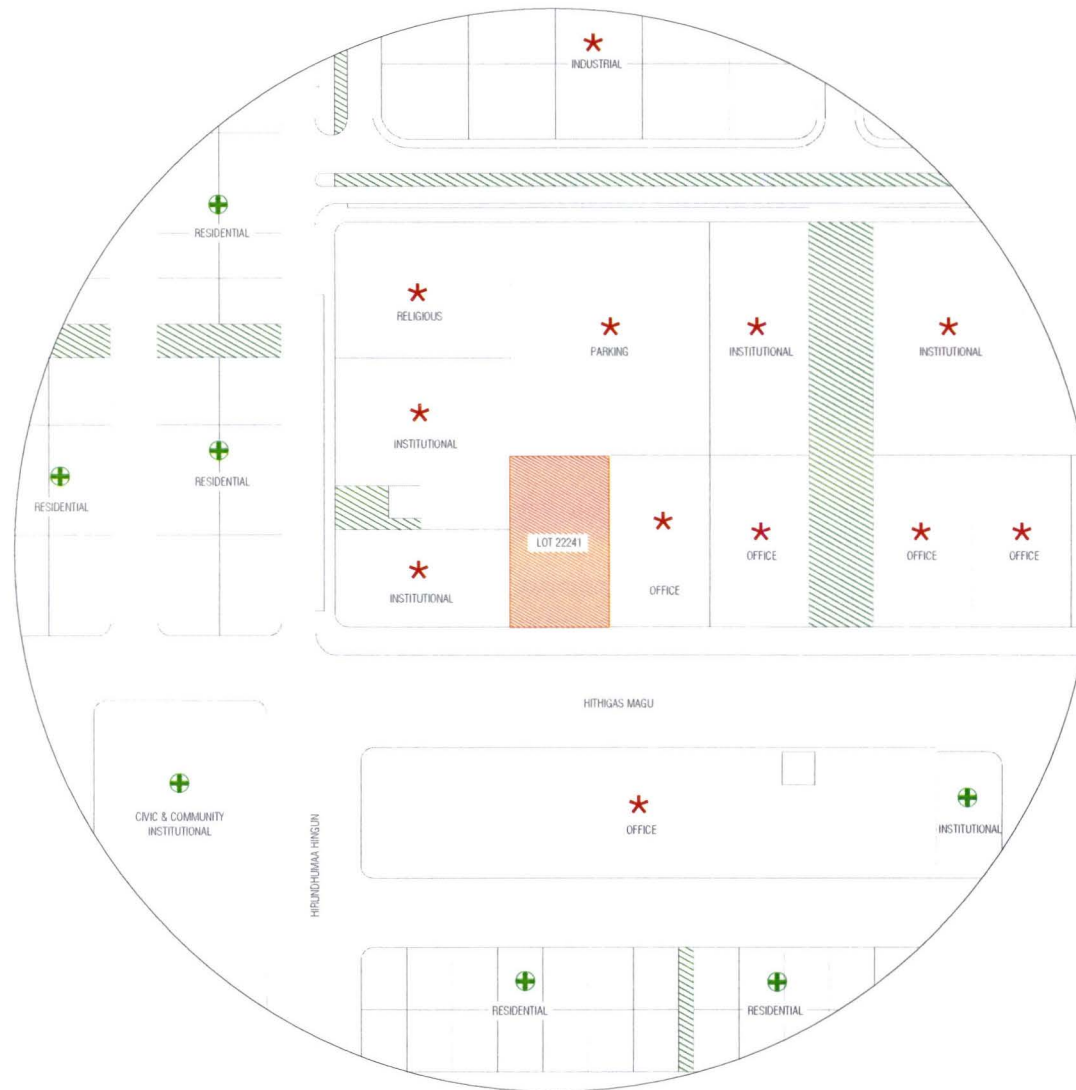 INDUSTRIAL
RESIDENTIAL
RELIGIOUS
PARKING
INSTITUTIONAL
INSTITUTIONAL
INSTITUTIONAL
RESIDENTIAL
RESIDENTIAL
LOT 22241
OFFICE
OFFICE
OFFICE
OFFICE
INSTITUTIONAL
HITHIGAS MAGU
CIVIC & COMMUNITY
INSTITUTIONAL
HIRUNDHUMAA HINGUN
OFFICE
INSTITUTIONAL
RESIDENTIAL
RESIDENTIAL